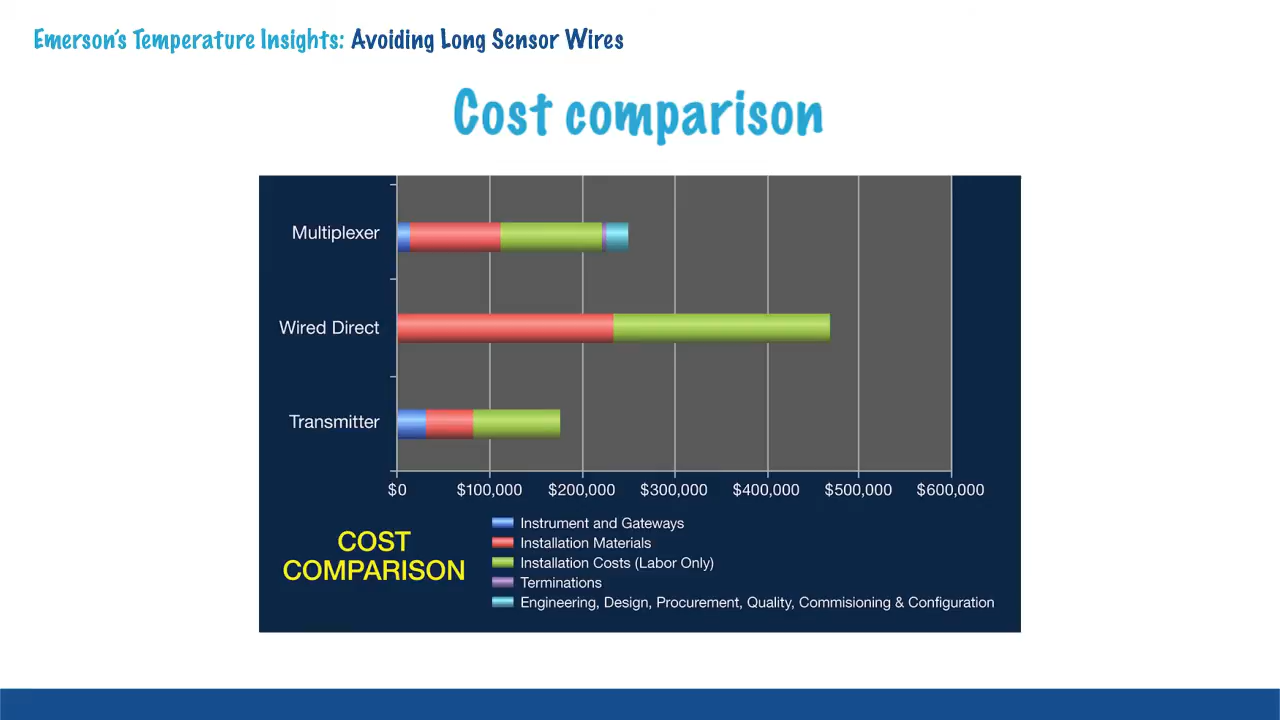 Emerson's Temperature Insights: Avoiding Long Sensor Wires
Cost comparison
Multiplexer
Wired Direct
Transmitter
$0 $100,000 $200,000 $300,000 $400,000 $500,000 $600,000
COST
COMPARISON
Instrument and Gateways
Installation Materials
Installation Costs (Labor Only)
Terminations
Engineering, Design, Procurement, Quality, Commisioning & Configuration